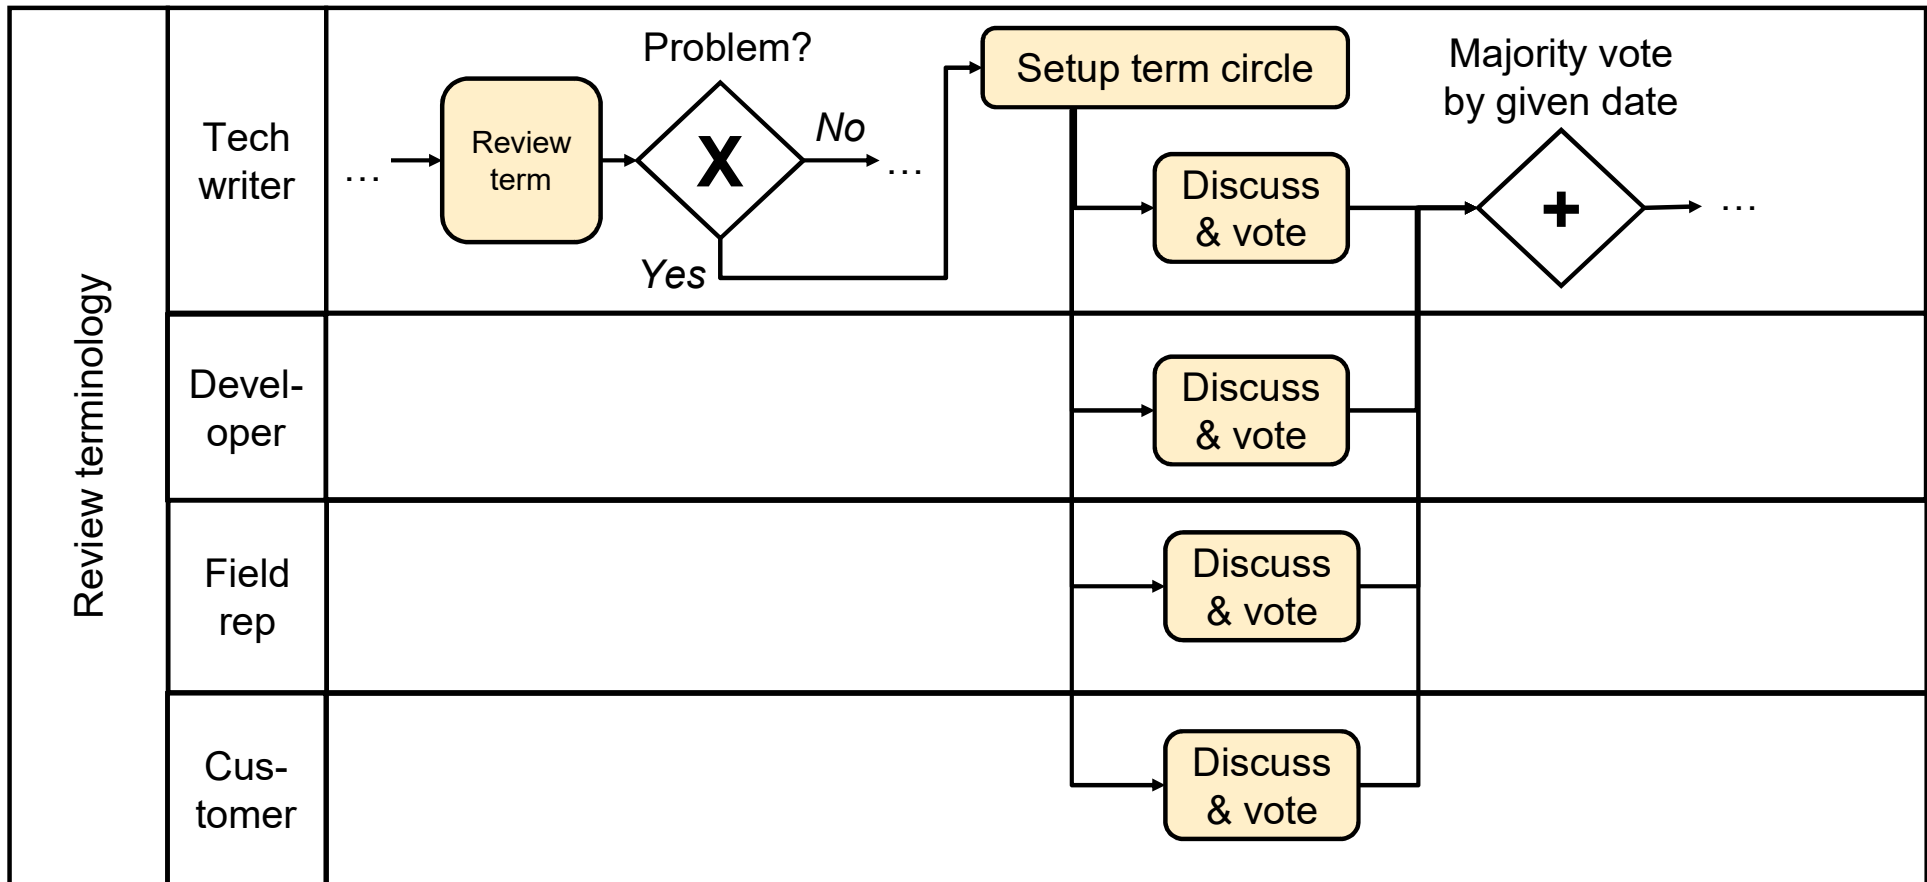 Review terminology
Tech
writer
...
Review
term
Problem?
X
No
...
Yes
Setup term circle
Discuss
& vote
Majority vote
by given date
+
...
Devel-
oper
Discuss
& vote
Field
rep
Discuss
& vote
Cus-
tomer
Discuss
& vote